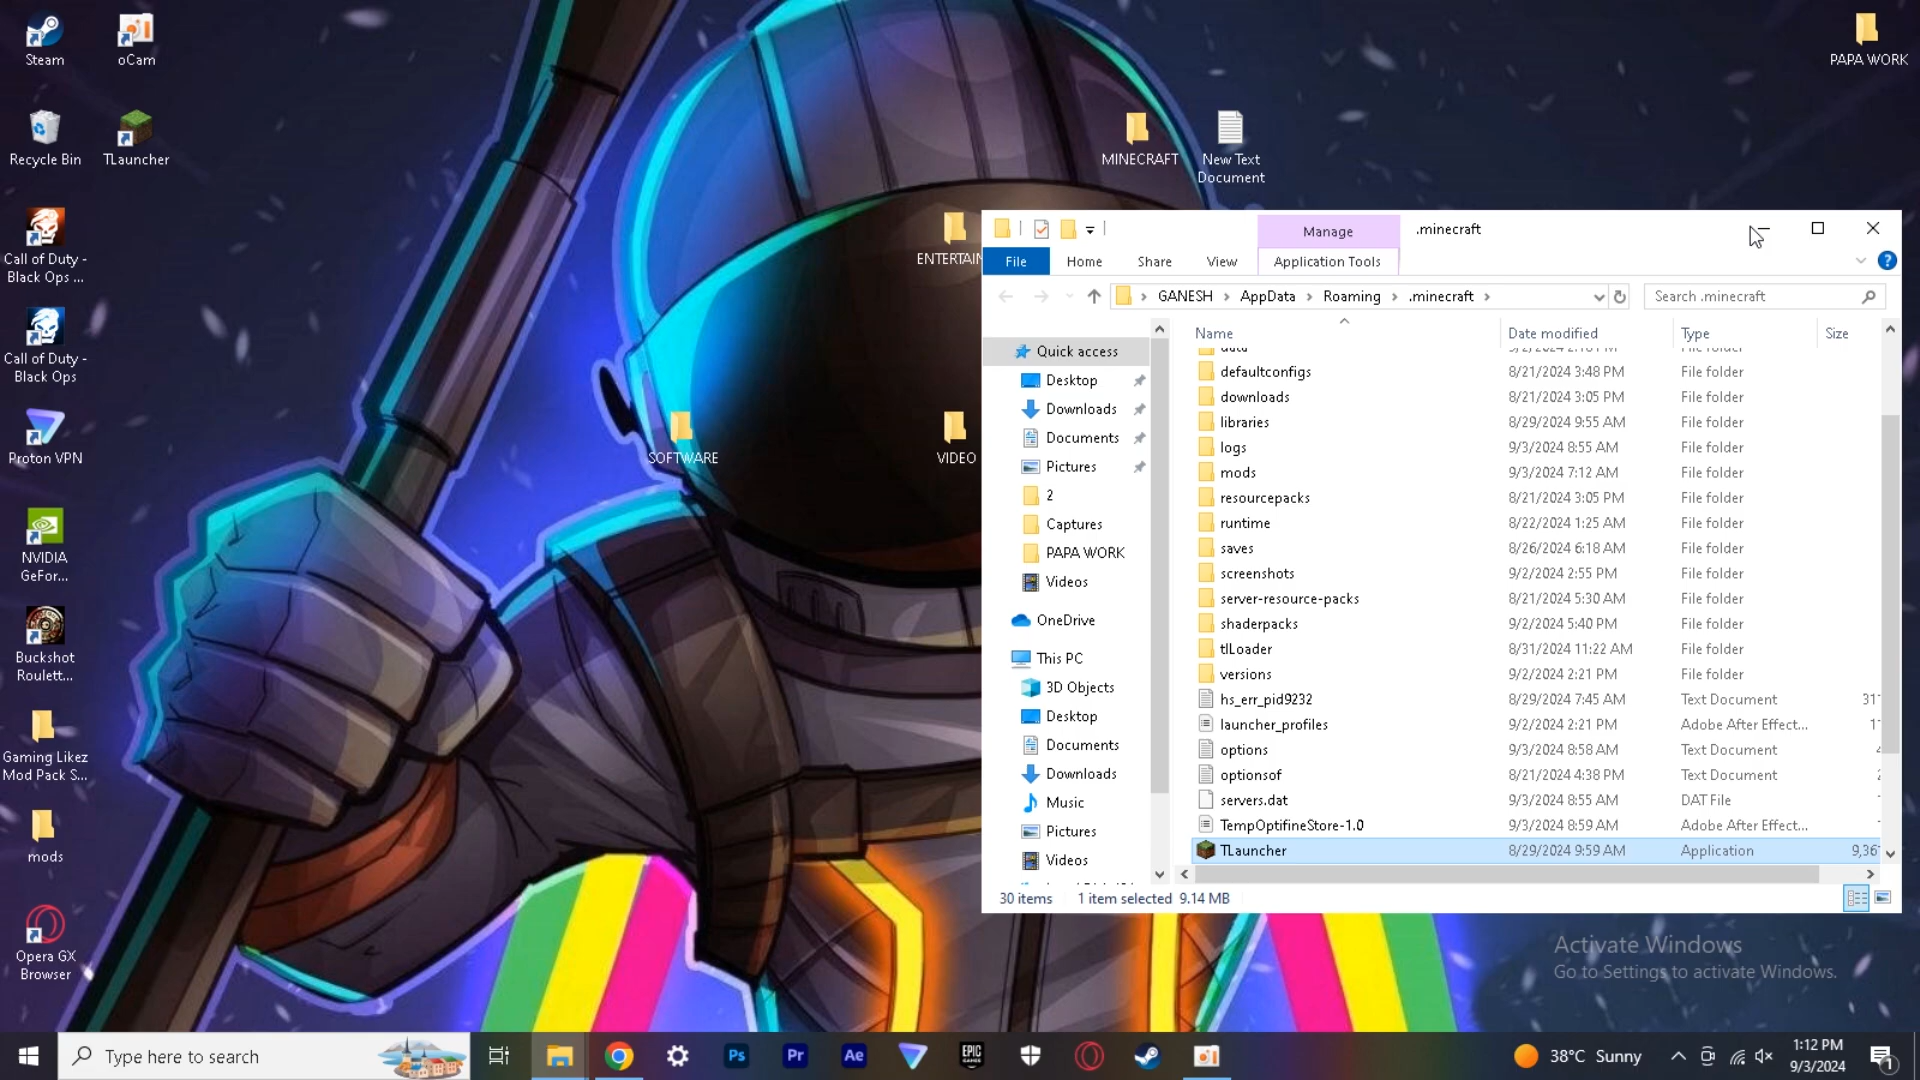 Steam
oCam
PAPA WORK
Recycle Bin
TLauncher
MINECRAFT
New Text
Document
Call of Duty -
Black Ops ...
ENTERTAIN
Call of Duty -
Black Ops
Proton VPN
SOFTWARE
VIDEO
NVIDIA
GeFor...
Buckshot
Roulett...
Gaming Likez
Mod Pack S...
mods
Opera GX
Browser
Manage
.minecraft
File
Home
Share
View
Application Tools
GANESH
AppData
Roaming
.minecraft
Search .minecraft
Quick access
Desktop
Downloads
Documents
Pictures
2
Captures
PAPA WORK
Videos
OneDrive
This PC
3D Objects
Desktop
Documents
Downloads
Music
Pictures
Videos
Name Date modified Type Size
defaultconfigs 8/21/2024 3:48 PM File folder
downloads 8/21/2024 3:05 PM File folder
libraries 8/29/2024 9:55 AM File folder
logs 9/3/2024 8:55 AM File folder
mods 9/3/2024 7:12 AM File folder
resourcepacks 8/21/2024 3:05 PM File folder
runtime 8/22/2024 1:25 AM File folder
saves 8/26/2024 6:18 AM File folder
screenshots 9/2/2024 2:55 PM File folder
server-resource-packs 8/21/2024 5:30 AM File folder
shaderpacks 9/2/2024 5:40 PM File folder
tlLoader 8/31/2024 11:22 AM File folder
versions 9/2/2024 2:21 PM File folder
hs_err_pid9232 8/29/2024 7:45 AM Text Document
launcher_profiles 9/2/2024 2:21 PM Adobe After Effect...
options 9/3/2024 8:58 AM Text Document
optionsof 8/21/2024 4:38 PM Text Document
servers.dat 9/3/2024 8:55 AM DAT File
TempOptifineStore-1.0 9/3/2024 8:59 AM Adobe After Effect...
TLauncher 8/29/2024 9:59 AM Application 9,36
30 items 1 item selected 9.14 MB
Activate Windows
Go to Settings to activate Windows.
Type here to search
Ps
Pr
Ae
EPIC
GAMES
38°C Sunny
1:12 PM
9/3/2024
1